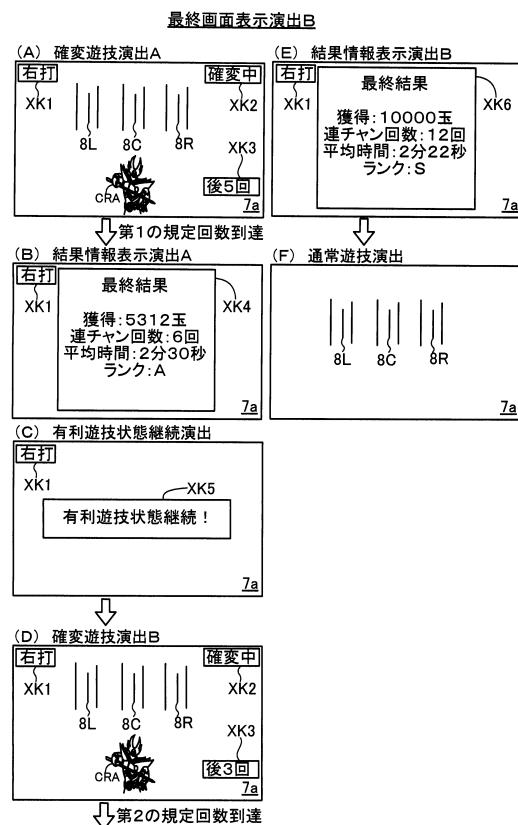 最終画面表示演出B
(A) 確変遊技演出A
右打
確変中
XK1
XK2
8L
8C
8R
XK3
CRA
後5回
7a
第1の規定回数到達
(B) 結果情報表示演出A
右打
最終結果
XK1
XK4
獲得:5312玉
連チャン回数:6回
平均時間:2分30秒
ランク:A
7a
(C) 有利遊技状態継続演出
右打
XK1
XK5
有利遊技状態継続!
7a
(D) 確変遊技演出B
右打
確変中
XK1
XK2
8L
8C
8R
XK3
CRA
後3回
7a
第2の規定回数到達
(E) 結果情報表示演出B
右打
最終結果
XK1
XK6
獲得:10000玉
連チャン回数:12回
平均時間:2分22秒
ランク:S
7a
(F) 通常遊技演出
8L
8C
8R
7a